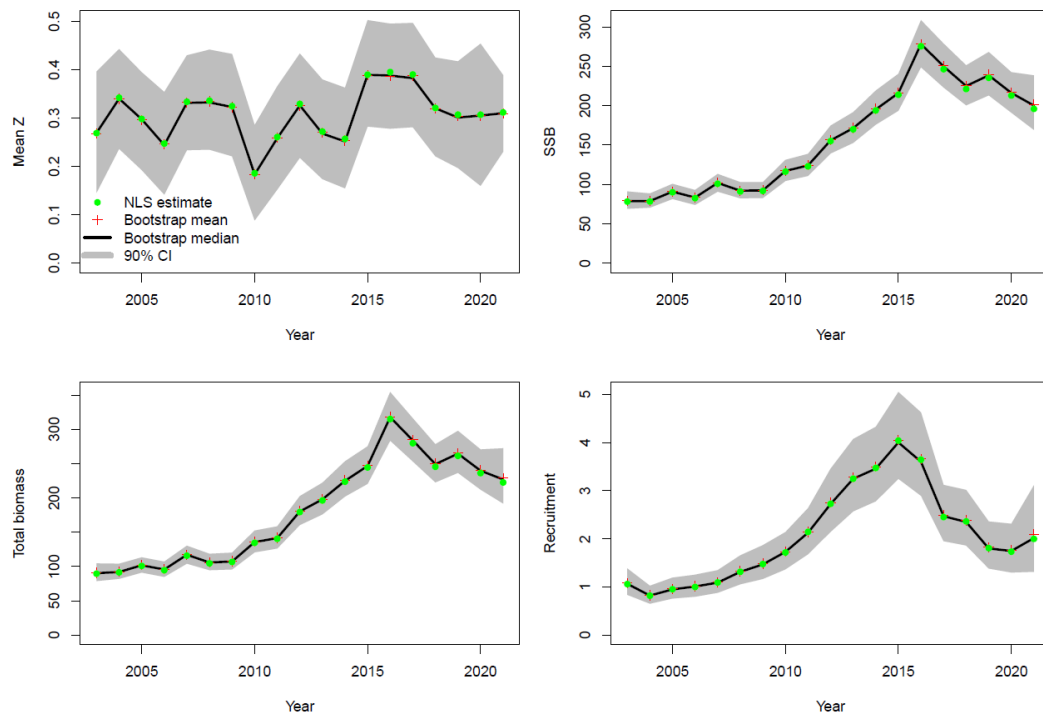 Mean Z
0.5
0.4
0.3
0.2
0.1
0.0
NLS estimate
Bootstrap mean
Bootstrap median
90% CI
2005 2010 2015 2020
Year
SSB
300
250
200
150
100
50
0
2005 2010 2015 2020
Year
Total biomass
300
200
100
50
0
2005 2010 2015 2020
Year
Recruitment
5
4
3
2
1
0
2005 2010 2015 2020
Year